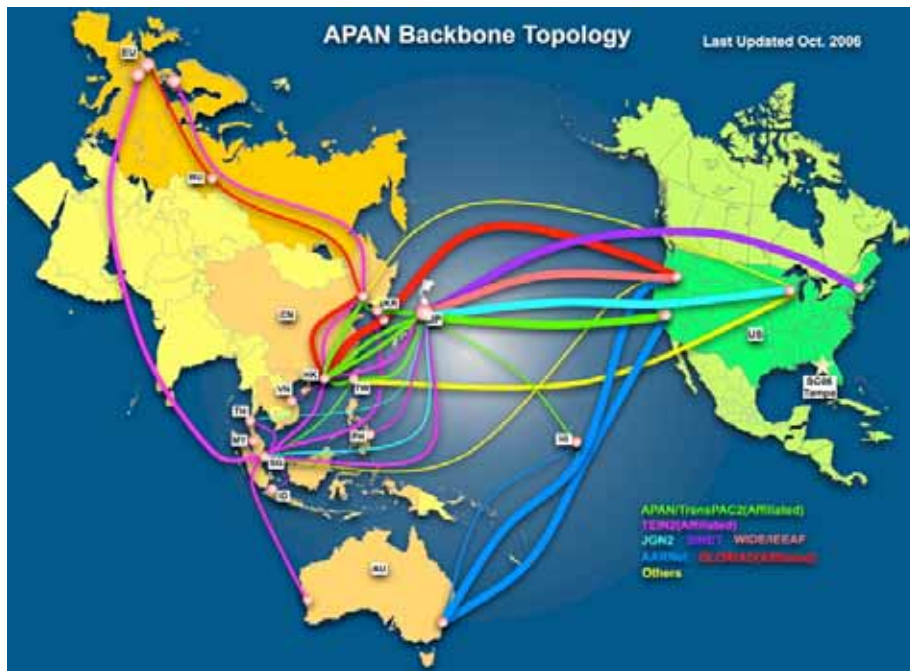 APAN Backbone Topology
Last Updated Oct. 2006
EU
RU
KR
JP
CN
US
HK
TW
SC06
Tampa
VN
TH
PH
HI
MY
SG
ID
AU
APAN/TransPAC2(Affiliated)
TEIN2(Affiliated)
JGN2 SINET WIDE/IEEAF
AARNet GLORIAD(Affiliated)
Others